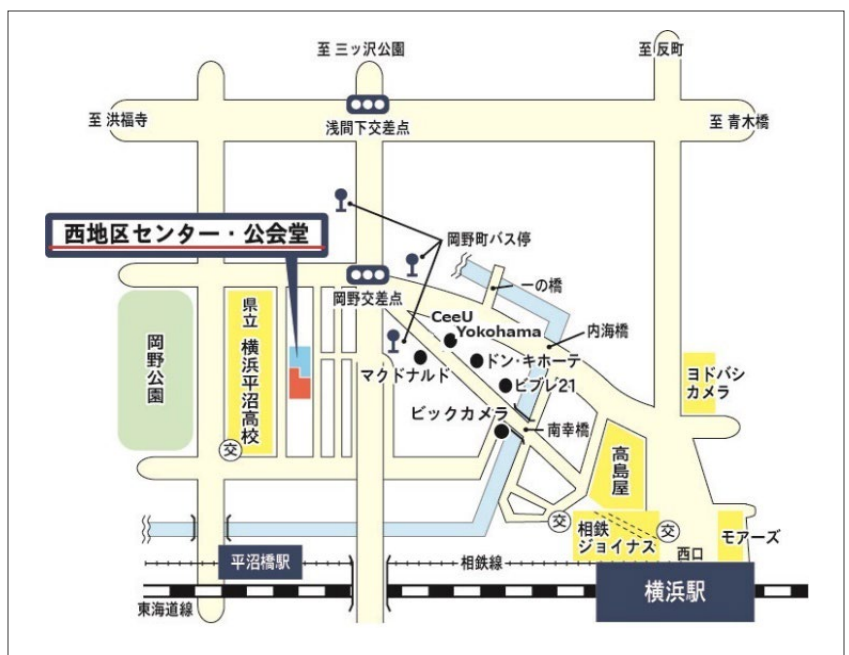 至 三ッ沢公園
至 反町
至 洪福寺
浅間下交差点
至 青木橋
西地区センター・公会堂
岡野町バス停
岡野交差点
一の橋
CeeU
Yokohama
内海橋
岡野公園
県立 横浜平沼高校
マクドナルド
ドン・キホーテ
ビブレ21
ヨドバシ
カメラ
ビックカメラ
南幸橋
交
高島屋
交
相鉄
ジョイナス
交
西口
モアーズ
平沼橋駅
相鉄線
横浜駅
東海道線